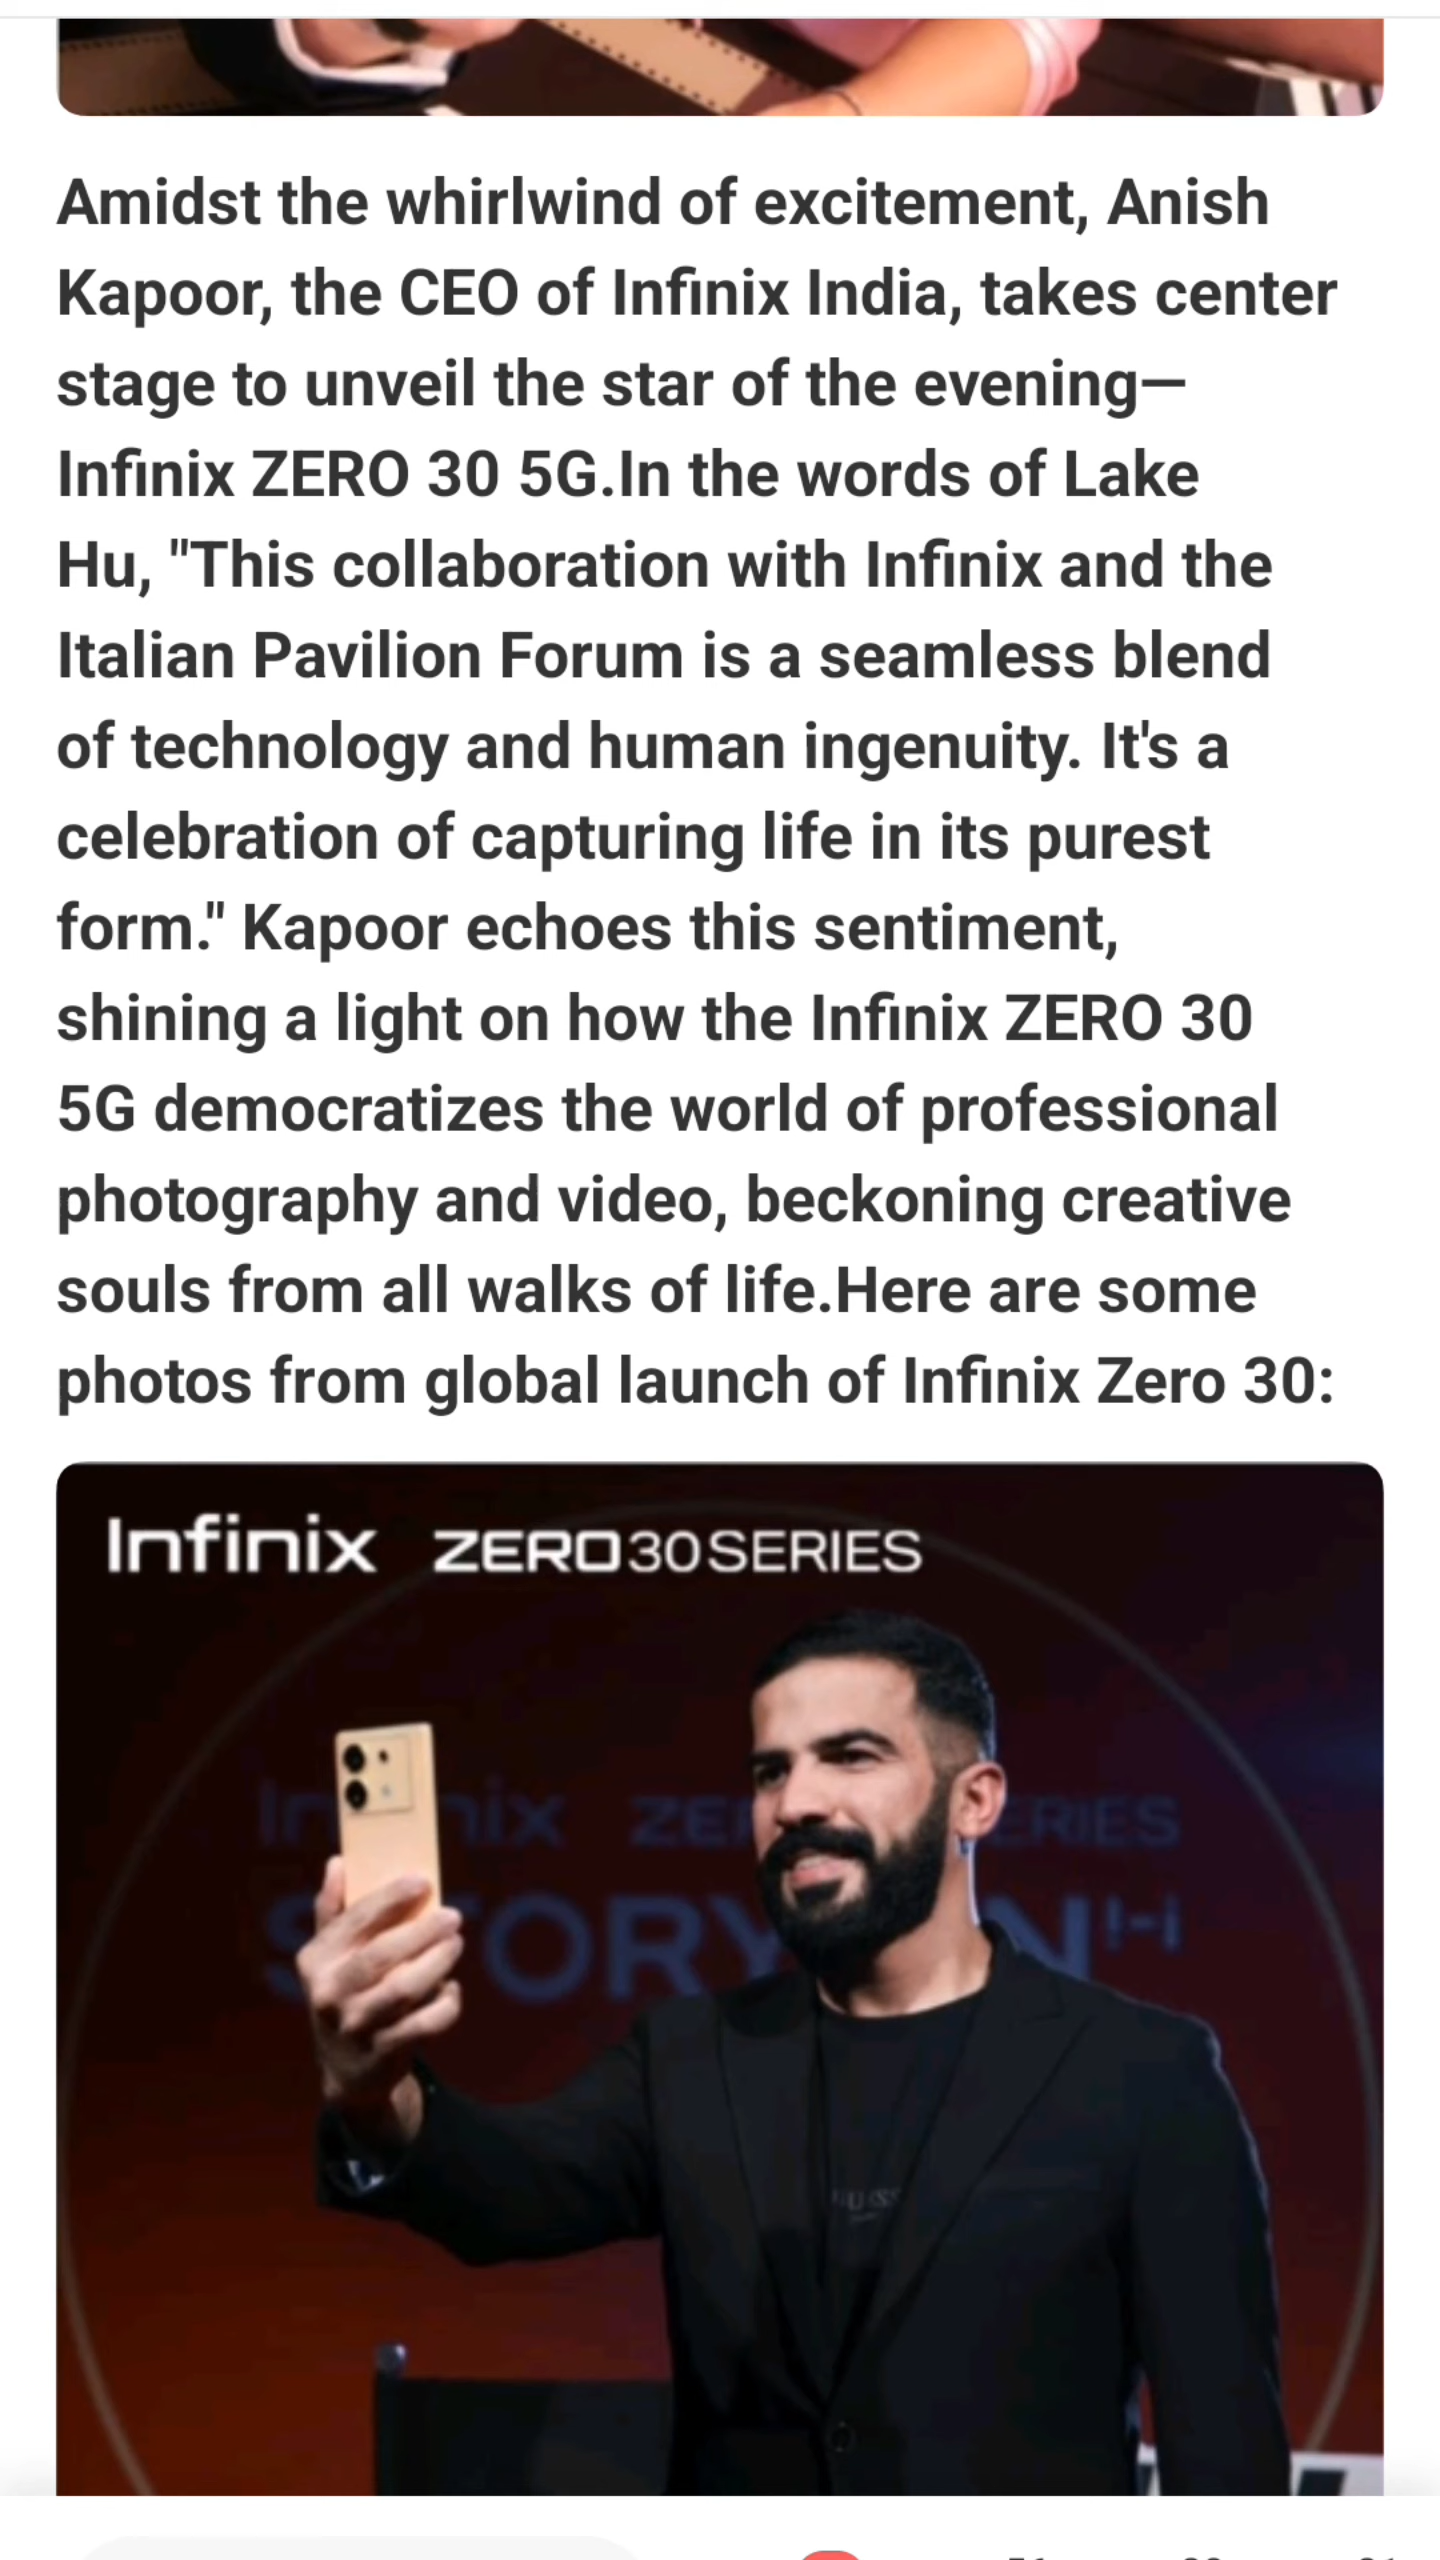 Amidst the whirlwind of excitement, Anish
Kapoor, the CEO of Infinix India, takes center
stage to unveil the star of the evening—
Infinix ZERO 30 5G.In the words of Lake
Hu, "This collaboration with Infinix and the
Italian Pavilion Forum is a seamless blend
of technology and human ingenuity. It's a
celebration of capturing life in its purest
form." Kapoor echoes this sentiment,
shining a light on how the Infinix ZERO 30
5G democratizes the world of professional
photography and video, beckoning creative
souls from all walks of life.Here are some
photos from global launch of Infinix Zero 30:
Infinix ZERO 30 SERIES